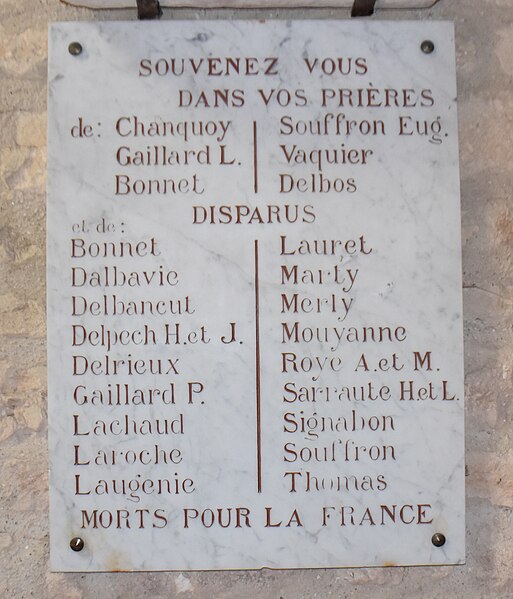 SOUVENEZ VOUS
DANS VOS PRIÈRES
de: Chanquoy
Gaillard L.
Bonnet
Souffron Eug.
Vaquier
Delbos
DISPARUS
et de:
Bonnet
Dalbavie
Delbancut
Delpech H. et J.
Delrieux
Gaillard P.
Lachaud
Laroche
Laugenie
Lauret
Marty
Merly
Mouyanne
Roye A. et M.
Sarraute H et L.
Signabon
Souffron
Thomas
MORTS POUR LA FRANCE